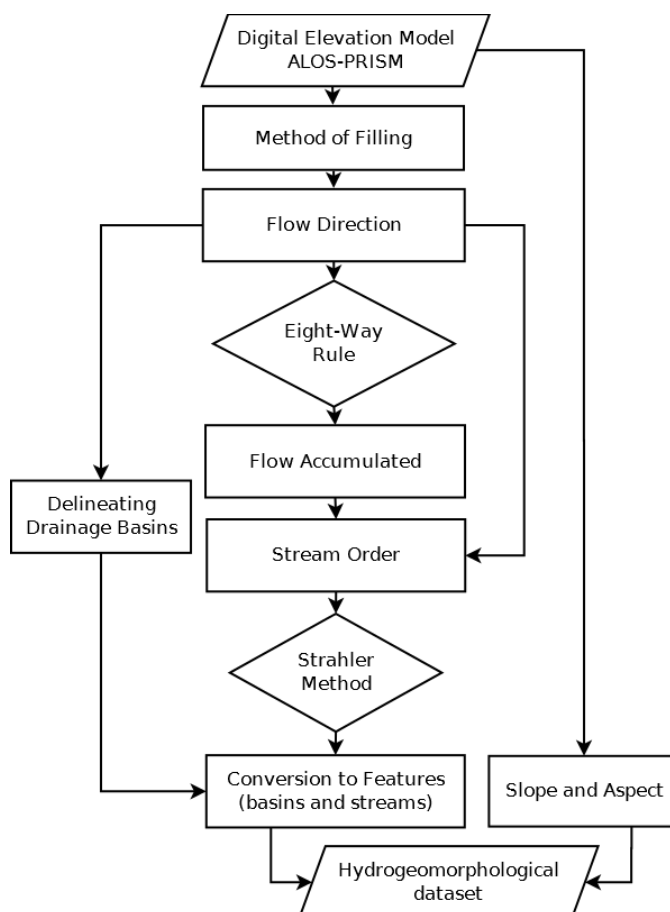 Digital Elevation Model
ALOS-PRISM
Method of Filling
Flow Direction
Eight-Way
Rule
Flow Accumulated
Delineating
Drainage Basins
Stream Order
Strahler
Method
Conversion to Features
(basins and streams)
Slope and Aspect
Hydrogeomorphological
dataset